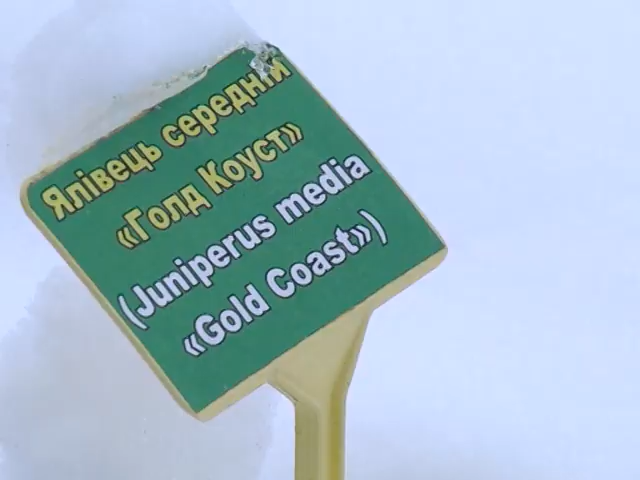 Ялівець середній
«Голд Коуст»
(Juniperus media
«Gold Coast»)